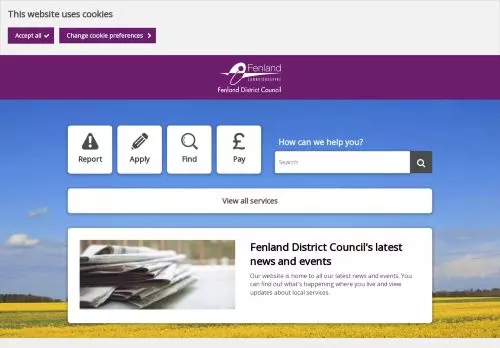 This website uses cookies
Accept all
Change cookie preferences
Fenland
CAMBRIDGESHIRE
Fenland District Council
Report
Apply
Find
Pay
How can we help you?
Search
View all services
Fenland District Council's latest
news and events
Our website is home to all our latest news and events. You
can find out what's happening where you live and view
updates about local services.